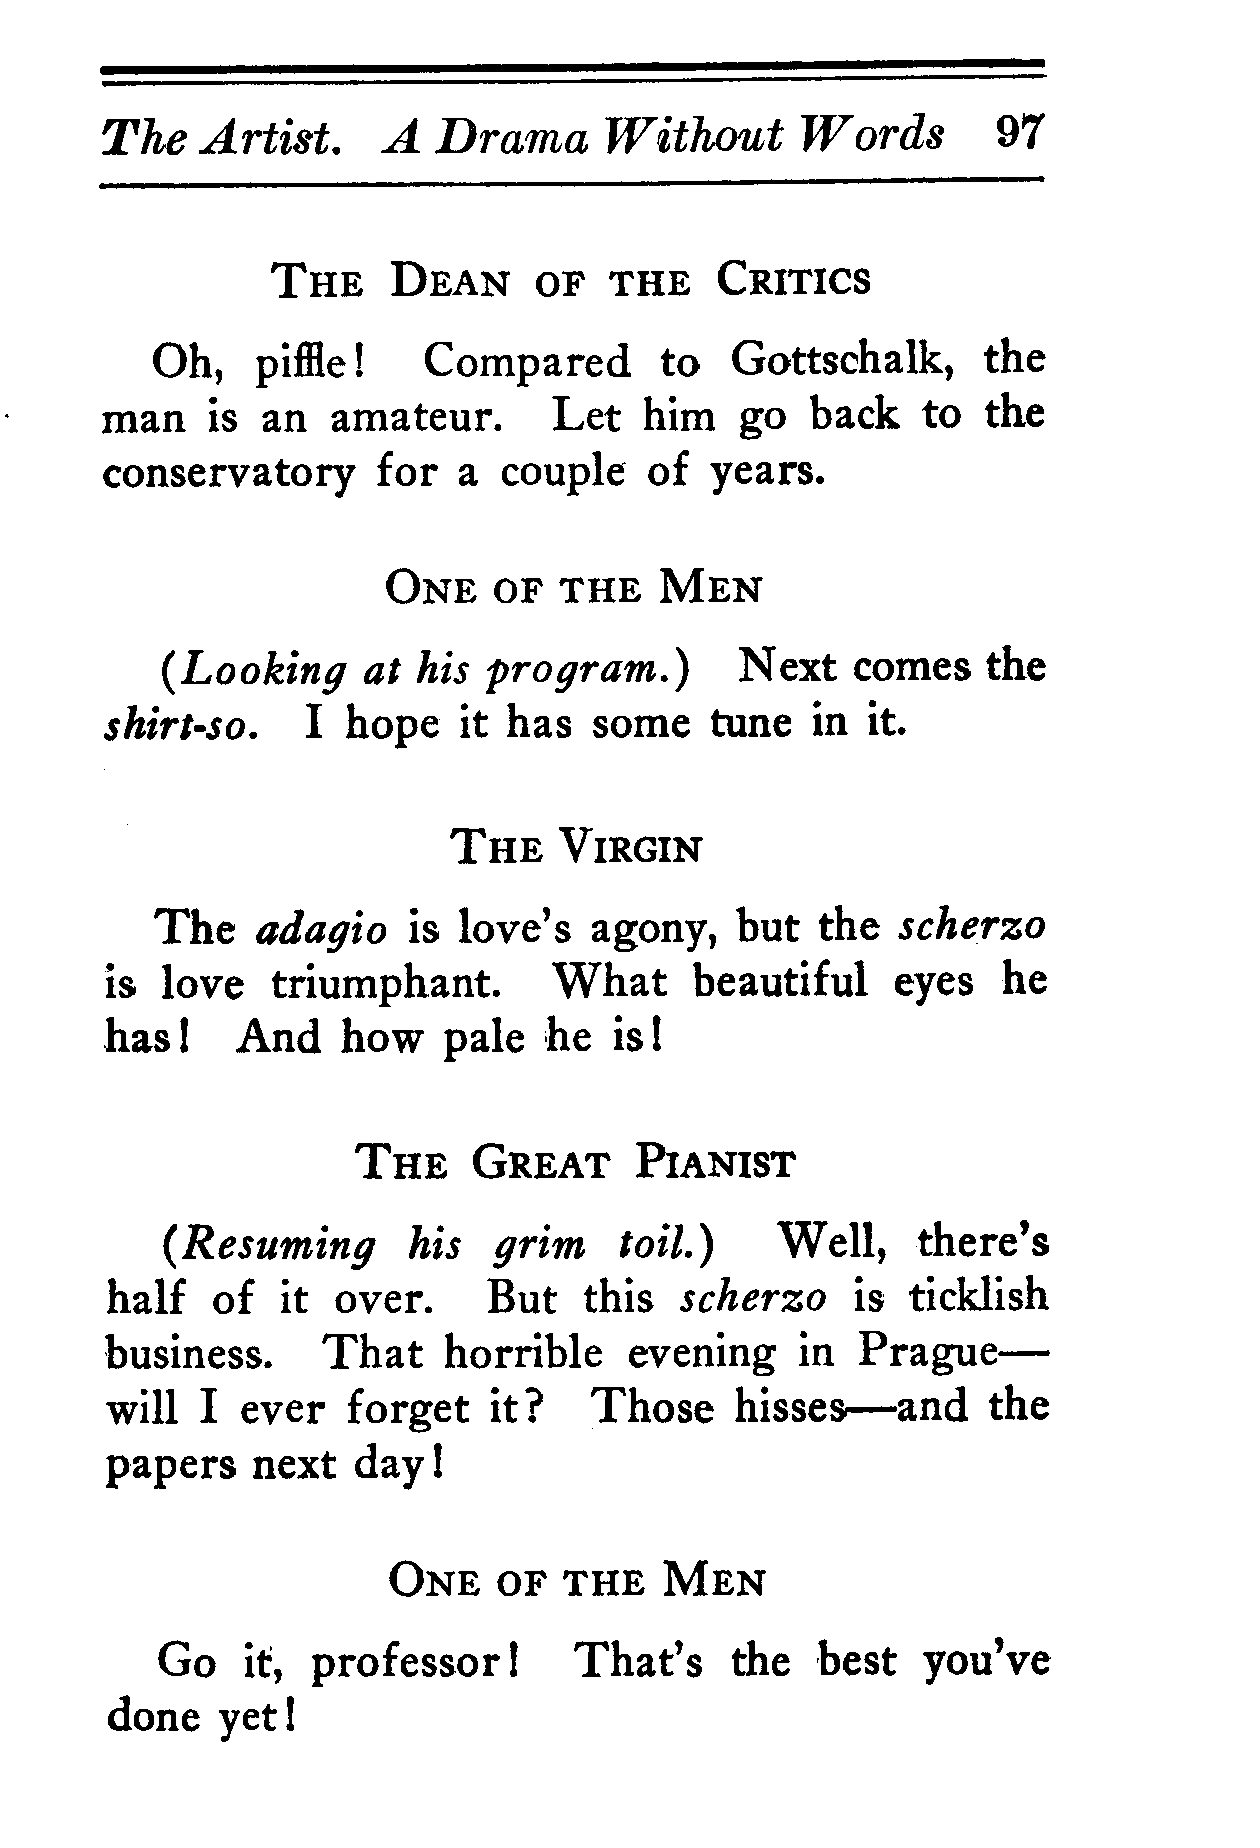 The Artist. A Drama Without Words 97
The Dean of the Critics
Oh, piffle! Compared to Gottschalk, the
man is an amateur. Let him go back to the
conservatory for a couple of years.
One of the Men
(Looking at his program.) Next comes the
shirt-so. I hope it has some tune in it.
The Virgin
The adagio is love's agony, but the scherzo
is love triumphant. What beautiful eyes he
has! And how pale he is!
The Great Pianist
(Resuming his grim toil.) Well, there's
half of it over. But this scherzo is ticklish
business. That horrible evening in Prague—
will I ever forget it? Those hisses—and the
papers next day!
One of the Men
Go it, professor! That's the best you've
done yet!